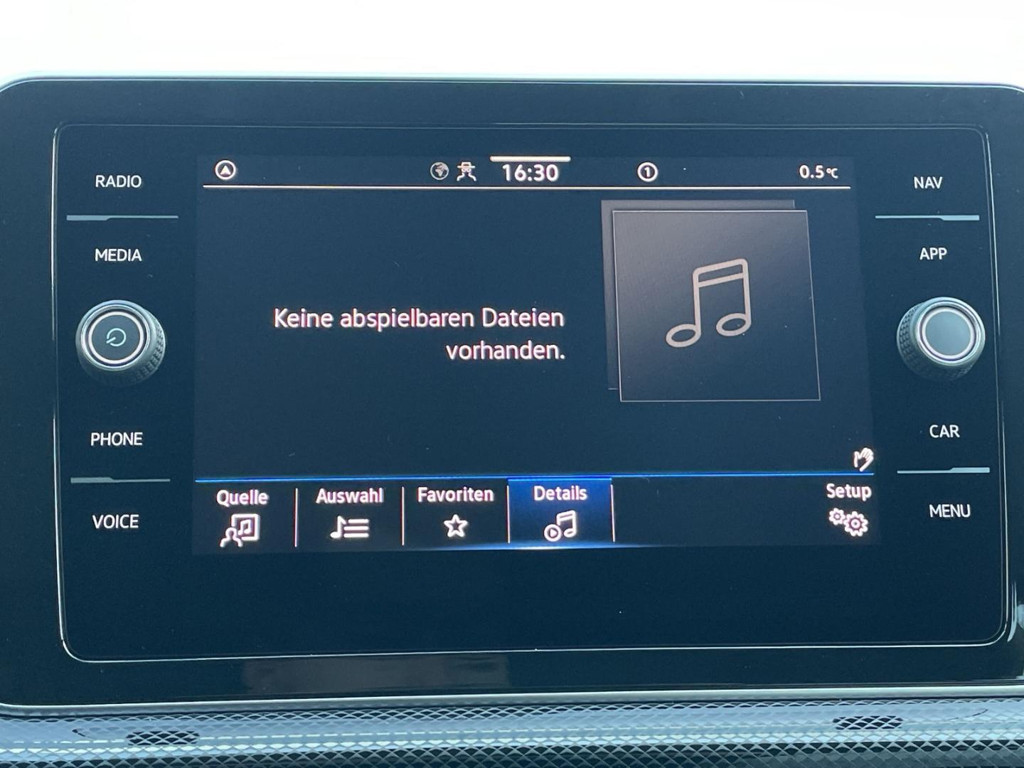 RADIO
MEDIA
PHONE
VOICE
16:30
1
0.5°C
Keine abspielbaren Dateien
vorhanden.
Quelle
Auswahl
Favoriten
Details
Setup
NAV
APP
CAR
MENU